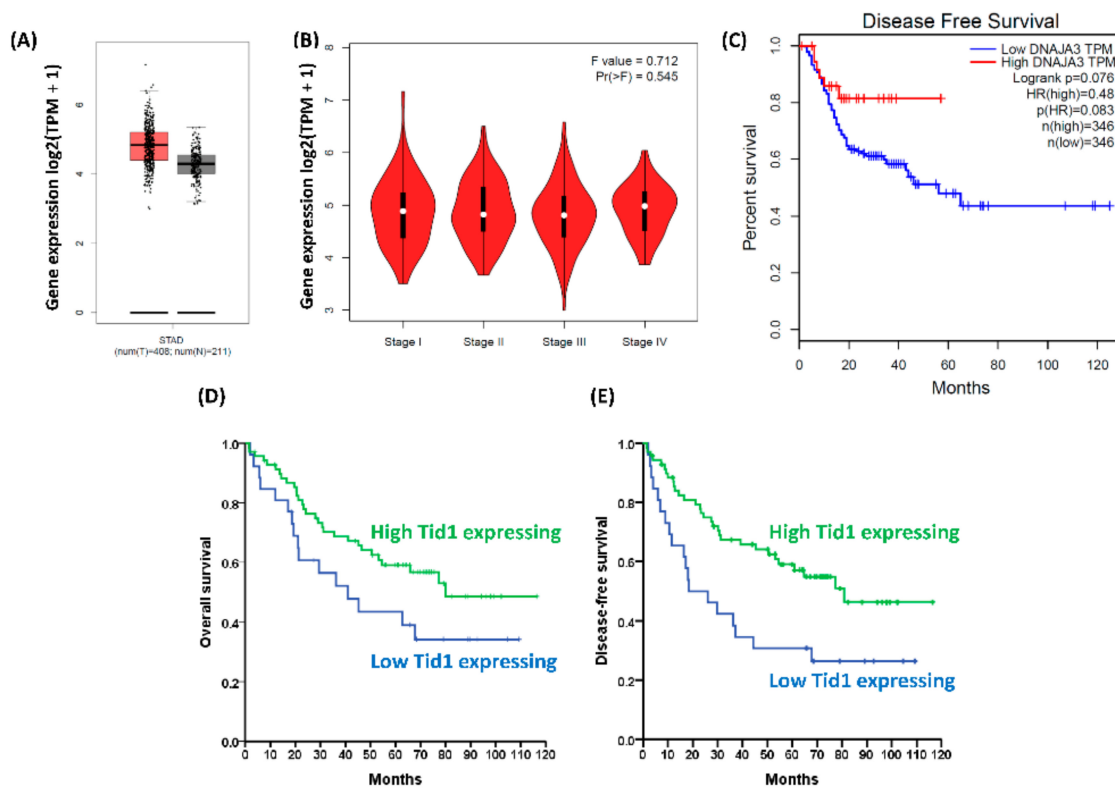 (A)
Gene expression log2(TPM + 1)
6
4
2
0
STAD
(num(T)=408; num(N)=211)
(B)
Gene expression log2(TPM + 1)
8
7
6
5
4
3
F value = 0.712
Pr(>F) = 0.545
Stage I
Stage II
Stage III
Stage IV
(C)
Disease Free Survival
Low DNAJA3 TPM
High DNAJA3 TPM
Logrank p=0.076
HR(high)=0.48
p(HR)=0.083
n(high)=346
n(low)=346
Percent survival
1.0
0.8
0.6
0.4
0.2
0.0
0 20 40 60 80 100 120
Months
(D)
Overall survival
1.0
0.8
0.6
0.4
0.2
0.0
High Tid1 expressing
Low Tid1 expressing
0 10 20 30 40 50 60 70 80 90 100 110 120
Months
(E)
Disease-free survival
1.0
0.8
0.6
0.4
0.2
0.0
High Tid1 expressing
Low Tid1 expressing
0 10 20 30 40 50 60 70 80 90 100 110 120
Months